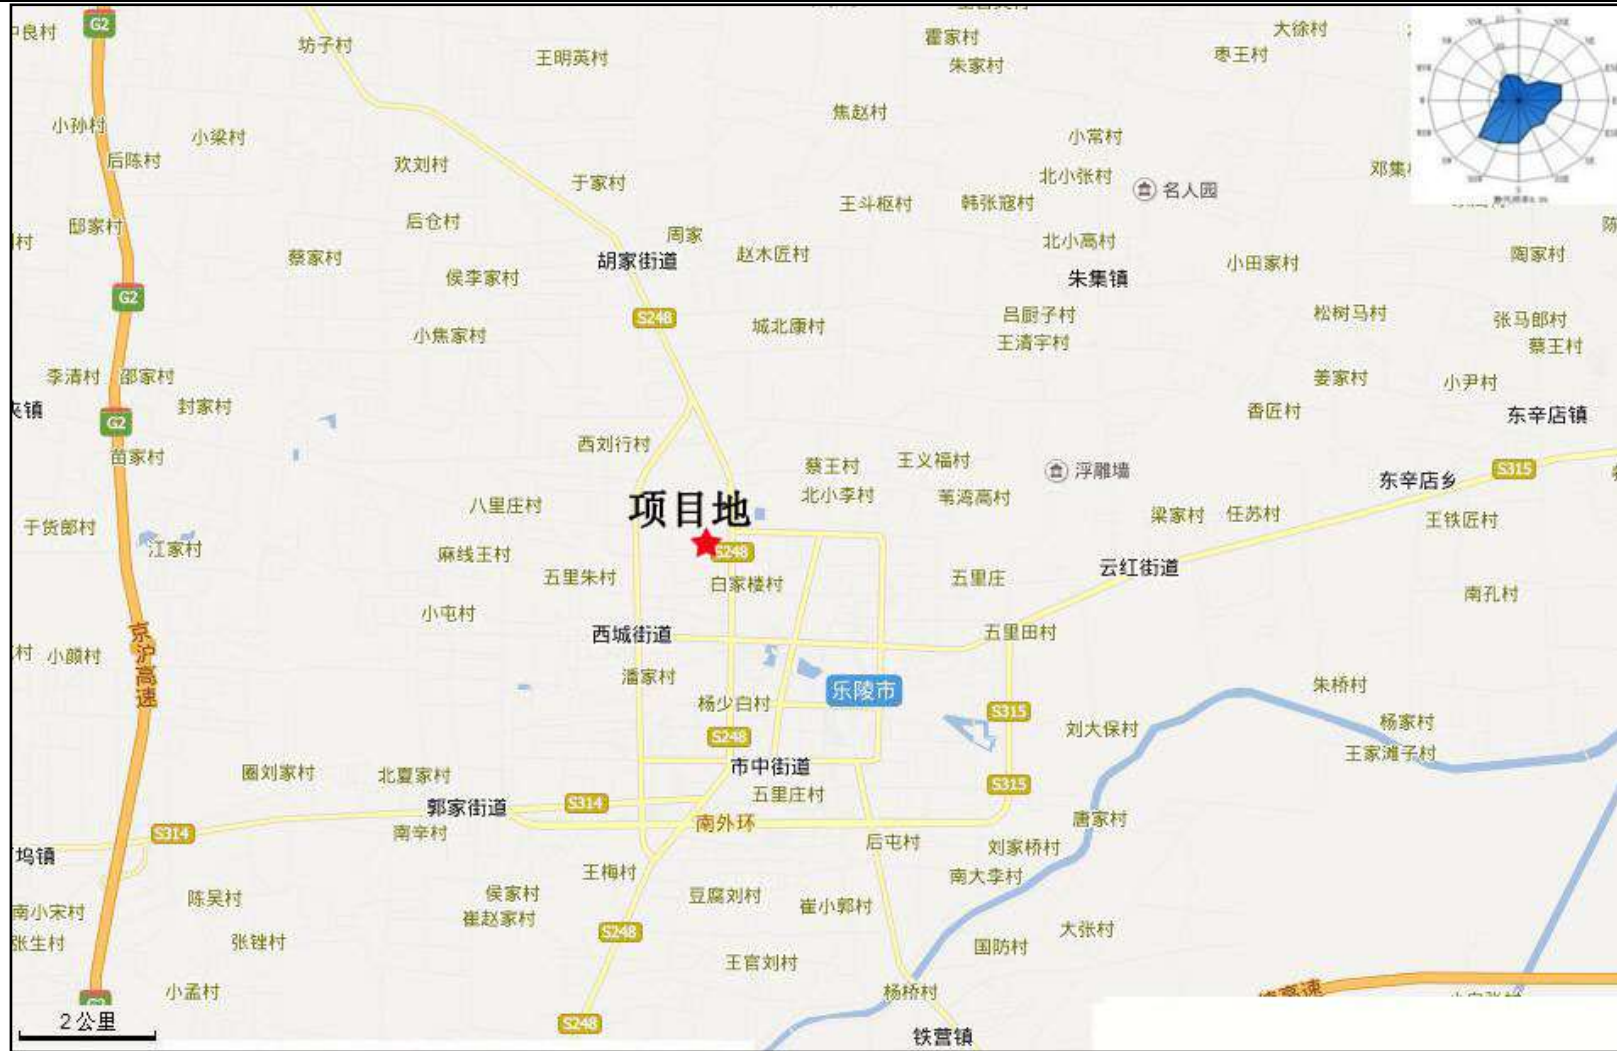 G2
坊子村
王明英村
霍家村
朱家村
大徐村
枣王村
小孙村
小梁村
后陈村
欢刘村
于家村
焦赵村
小常村
北小张村
名人园
王斗枢村
韩张寇村
邸家村
后仓村
周家
蔡家村
胡家街道
赵木匠村
北小高村
朱集镇
小田家村
陶家村
侯李家村
G2
S248
城北康村
吕厨子村
王清宇村
松树马村
张马郎村
蔡王村
小焦家村
李清村
邵家村
封家村
姜家村
小尹村
香匠村
东辛店镇
G2
苗家村
西刘行村
蔡王村
王义福村
浮雕墙
S315
东辛店乡
北小李村
苇湾高村
八里庄村
项目地
梁家村
任苏村
王铁匠村
于货郎村
江家村
麻线王村
S248
五里朱村
白家楼村
五里庄
云红街道
南孔村
小屯村
西城街道
五里田村
京沪高速
小颜村
潘家村
乐陵市
朱桥村
杨少白村
S315
刘大保村
杨家村
S248
王家滩子村
圈刘家村
北夏家村
市中街道
S315
五里庄村
郭家街道
S314
南外环
唐家村
S314
南辛村
后屯村
刘家桥村
王梅村
南大李村
陈吴村
侯家村
豆腐刘村
崔小郭村
崔赵家村
南小宋村
张生村
张锉村
S248
大张村
国防村
王官刘村
小孟村
杨桥村
2公里
S248
铁营镇